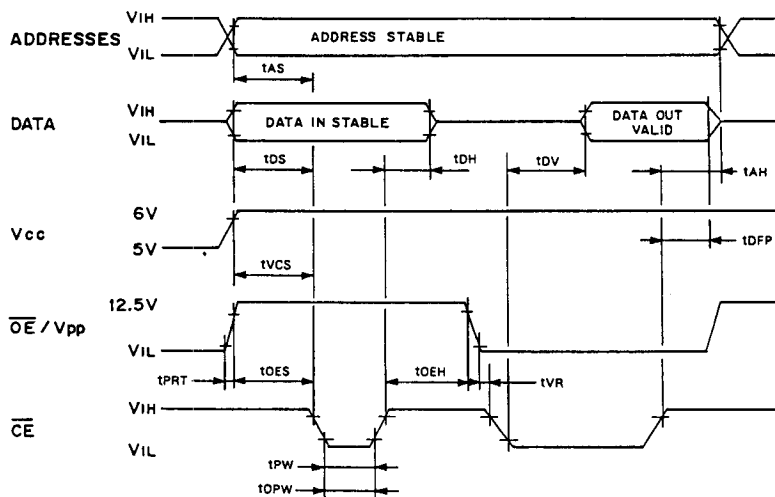 VIH
ADDRESSES
ADDRESS STABLE
VIL
tAS
VIH
DATA
DATA IN STABLE
DATA OUT
VALID
VIL
tDS
tDH
tDV
tAH
6V
Vcc
5V
tDFP
tVCS
12.5V
OE / Vpp
VIL
tPRT
tOES
tOEH
tVR
VIH
CE
VIL
tPW
tOPW